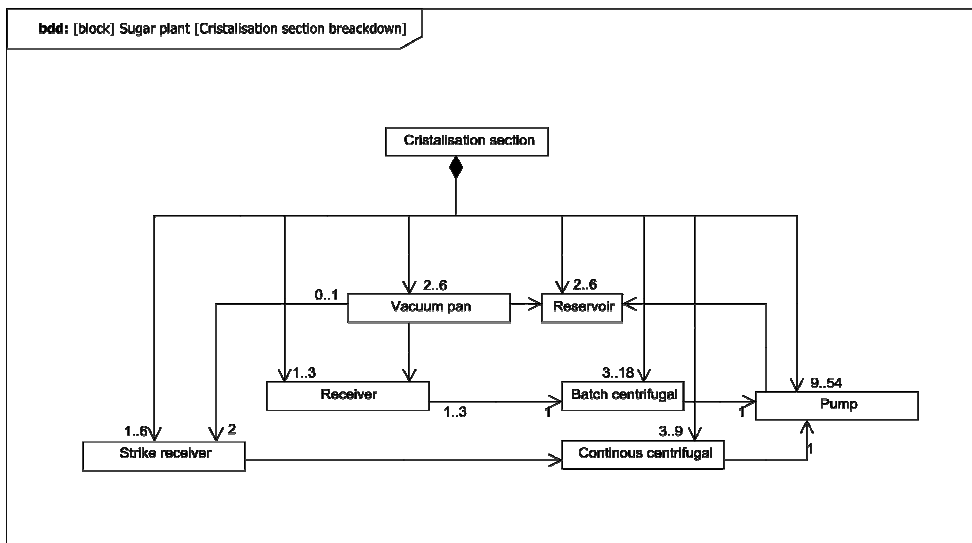 bdd: [block] Sugar plant [Cristalisation section breackdown]
Cristalisation section
2..6
2..6
0..1
Vacuum pan
Reservoir
1..3
3..18
9..54
Receiver
Batch centrifugal
Pump
1..3
1
1
1..6
2
3..9
Strike receiver
Continous centrifugal
1